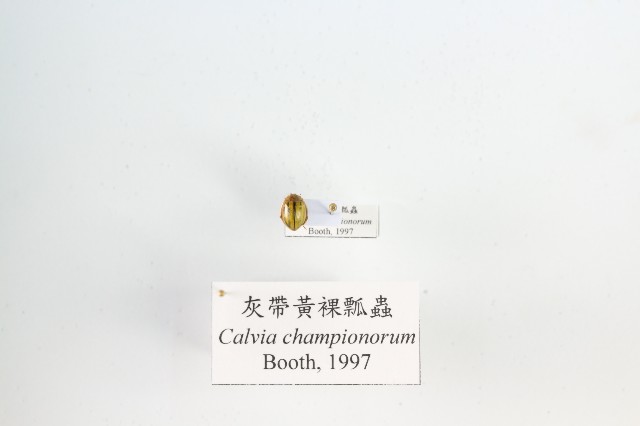 瓢蟲
ionorum
Booth, 1997
灰帶黃裸瓢蟲
Calvia championorum
Booth, 1997